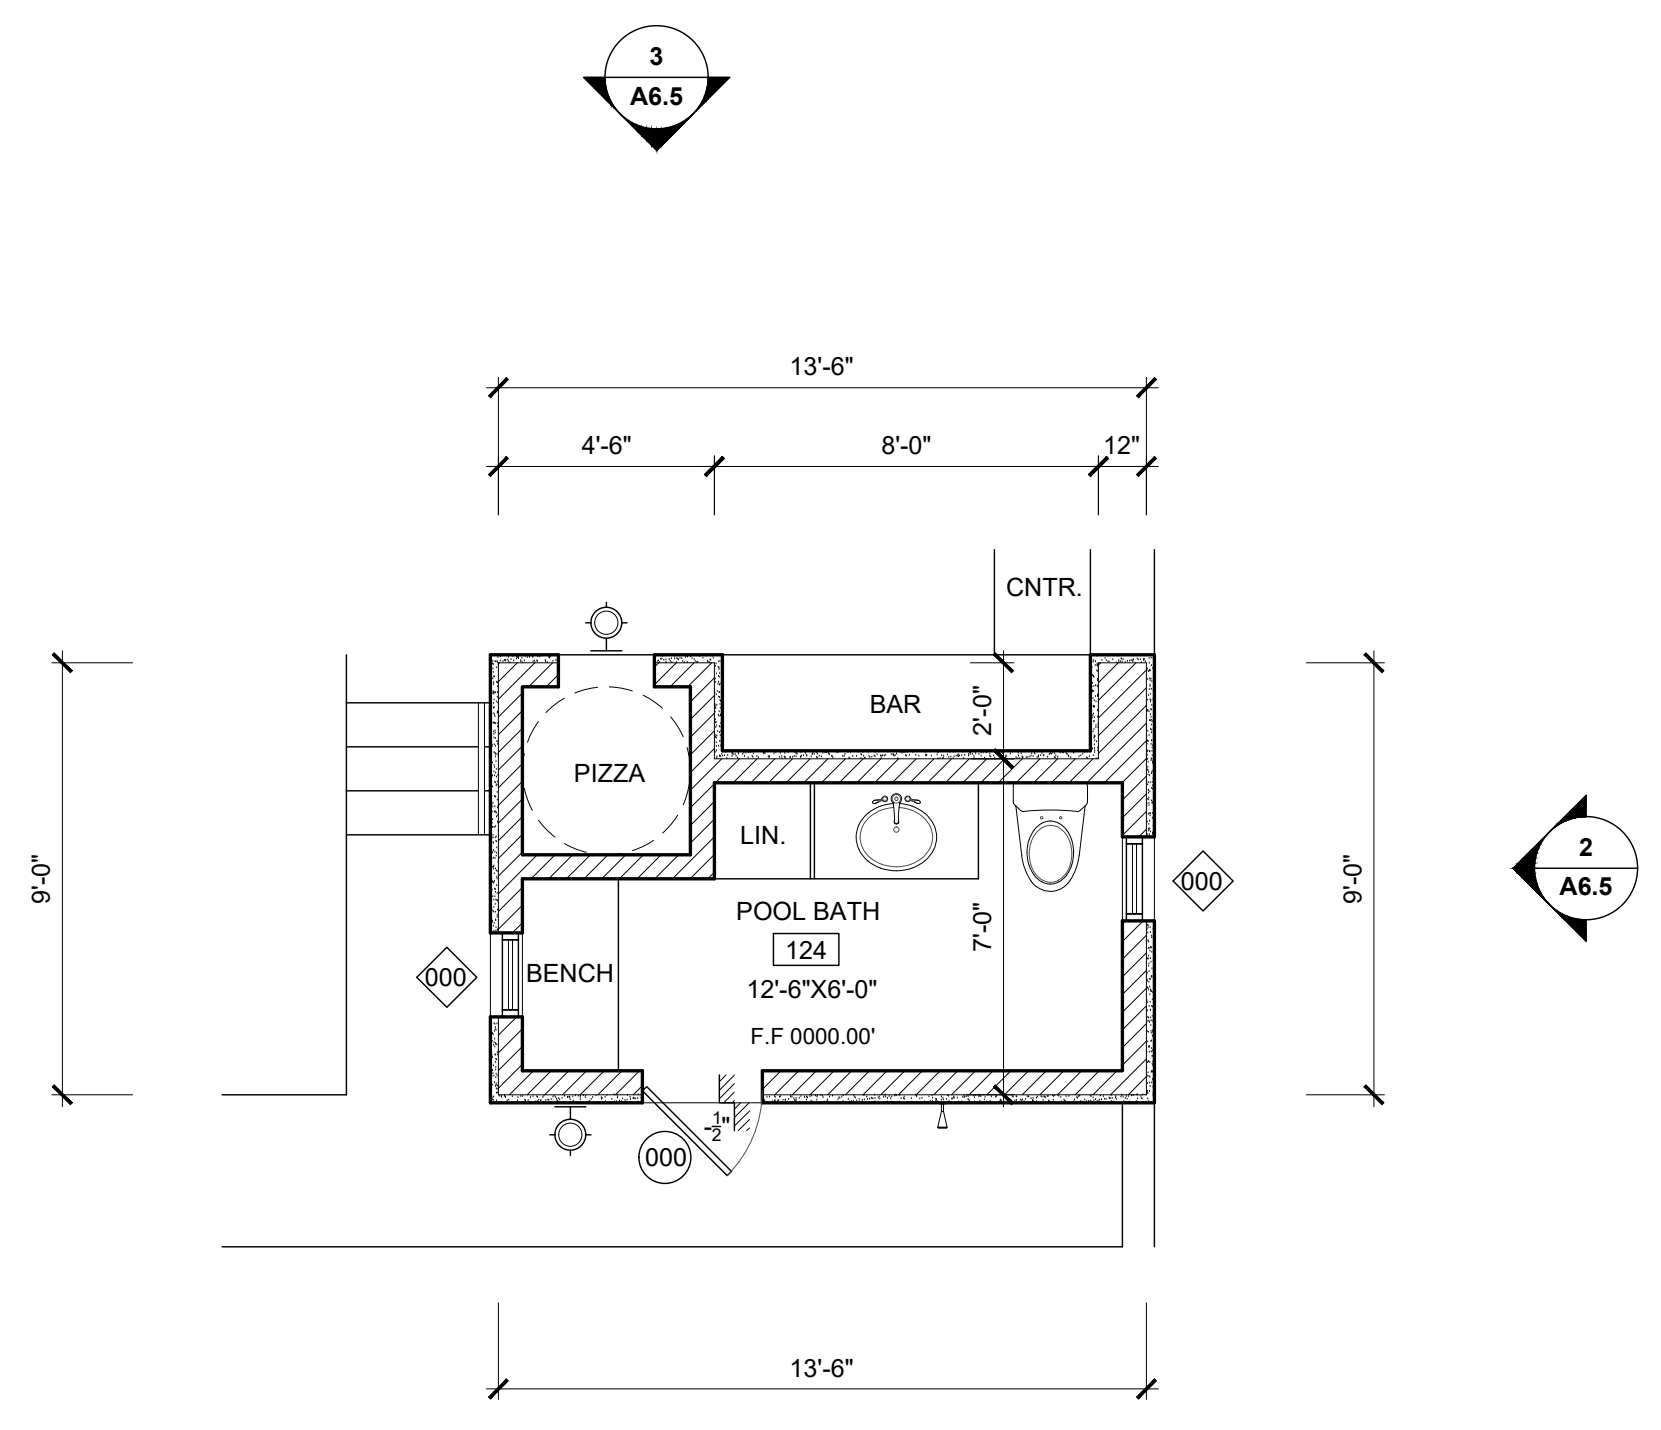 3
A6.5
13'-6"
4'-6"
8'-0"
12"
CNTR.
BAR
2'-0"
PIZZA
LIN.
9'-0"
9'-0"
2
A6.5
000
POOL BATH
7'-0"
124
000
BENCH
12'-6"X6'-0"
F.F 0000.00'
-1/2"
000
13'-6"